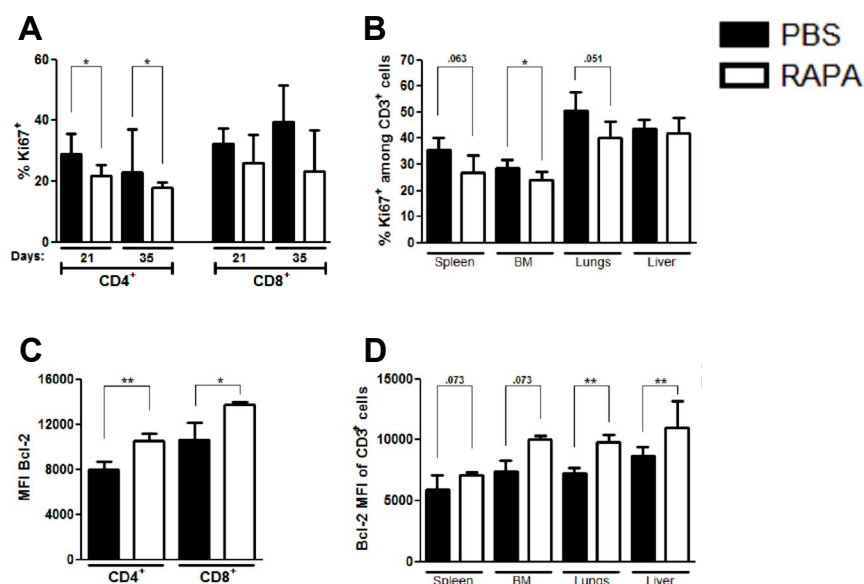 A
B
PBS
RAPA
% Ki67+
60
40
20
0
* *
Days: 21 35 21 35
CD4+ CD8+
% Ki67+ among CD3+ cells
70
60
50
40
30
20
10
0
.063 * .051
Spleen BM Lungs Liver
C
D
MFI Bcl-2
16000
12000
8000
4000
0
** *
CD4+ CD8+
Bcl-2 MFI of CD3+ cells
15000
10000
5000
0
.073 .073 ** **
Spleen BM Lungs Liver